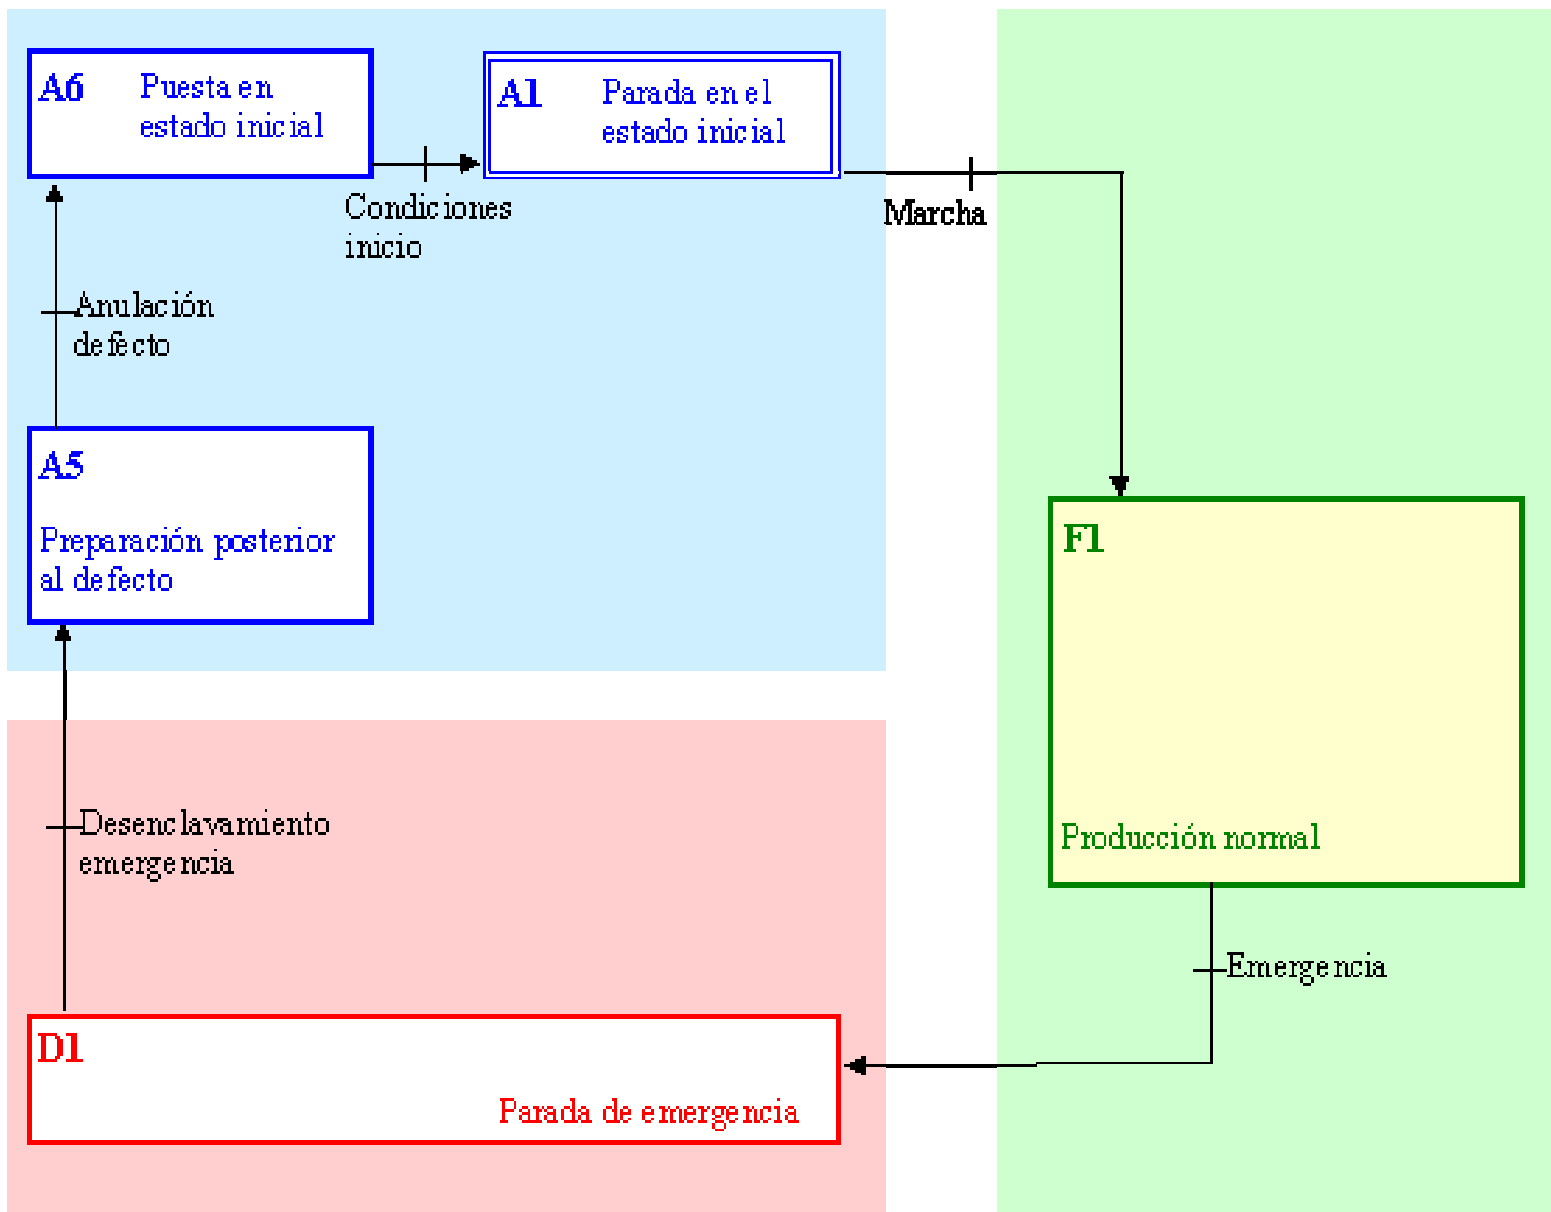 A6
Puesta en
estado inicial
A1
Parada en el
estado inicial
Condiciones
inicio
Marcha
Anulación
defecto
A5
Preparación posterior
al defecto
F1
Producción normal
Desenclavamiento
emergencia
Emergencia
D1
Parada de emergencia